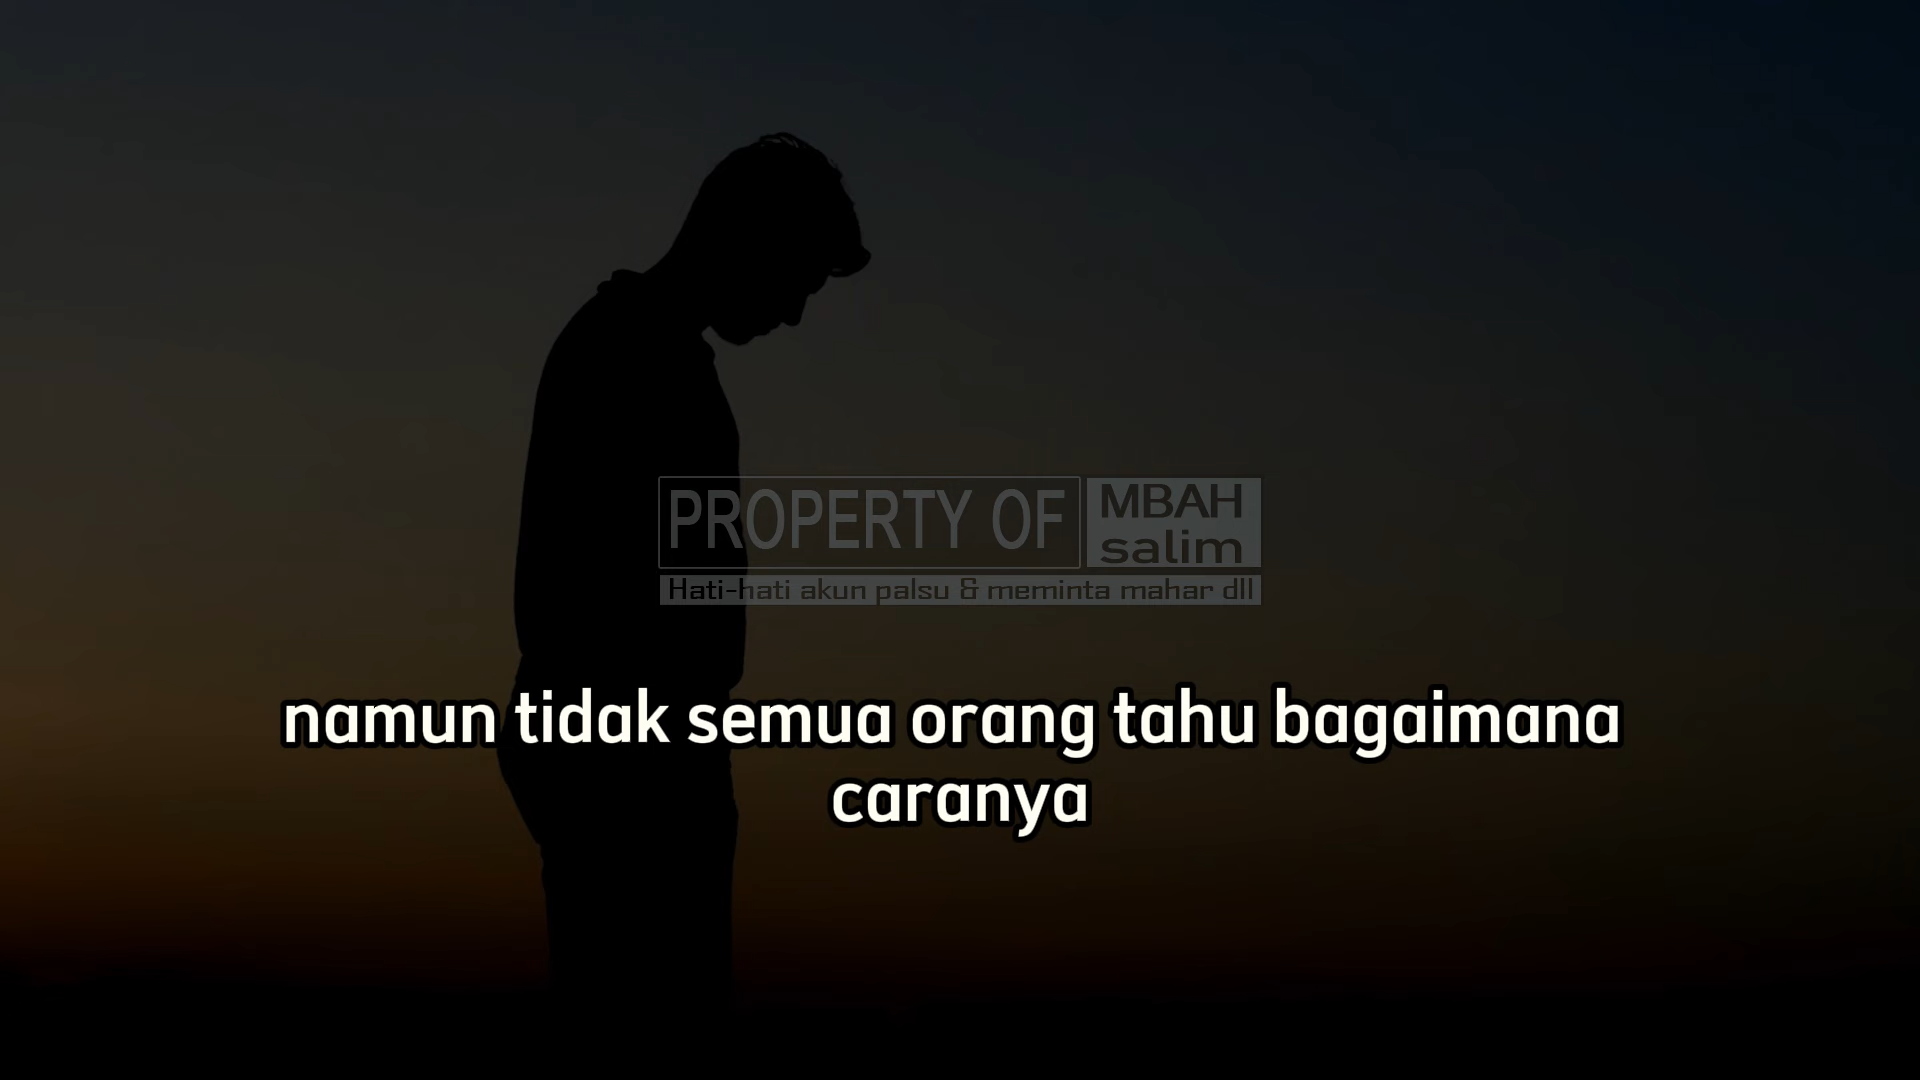 PROPERTY OF MBAH
salim
Hati-hati akun palsu & meminta mahar dll
namun tidak semua orang tahu bagaimana
caranya